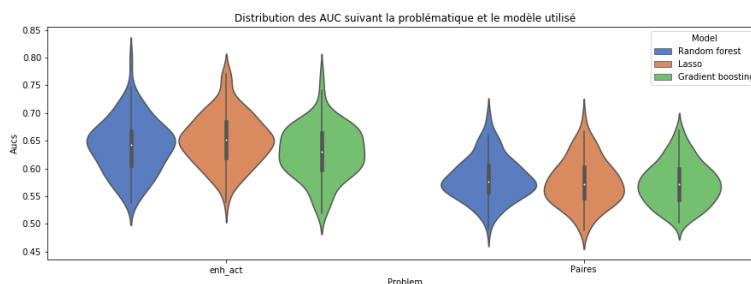 Distribution des AUC suivant la problématique et le modèle utilisé
Model
Random forest
Lasso
Gradient boosting
Aucs
0.85
0.80
0.75
0.70
0.65
0.60
0.55
0.50
0.45
enh_act
Paires
Problem